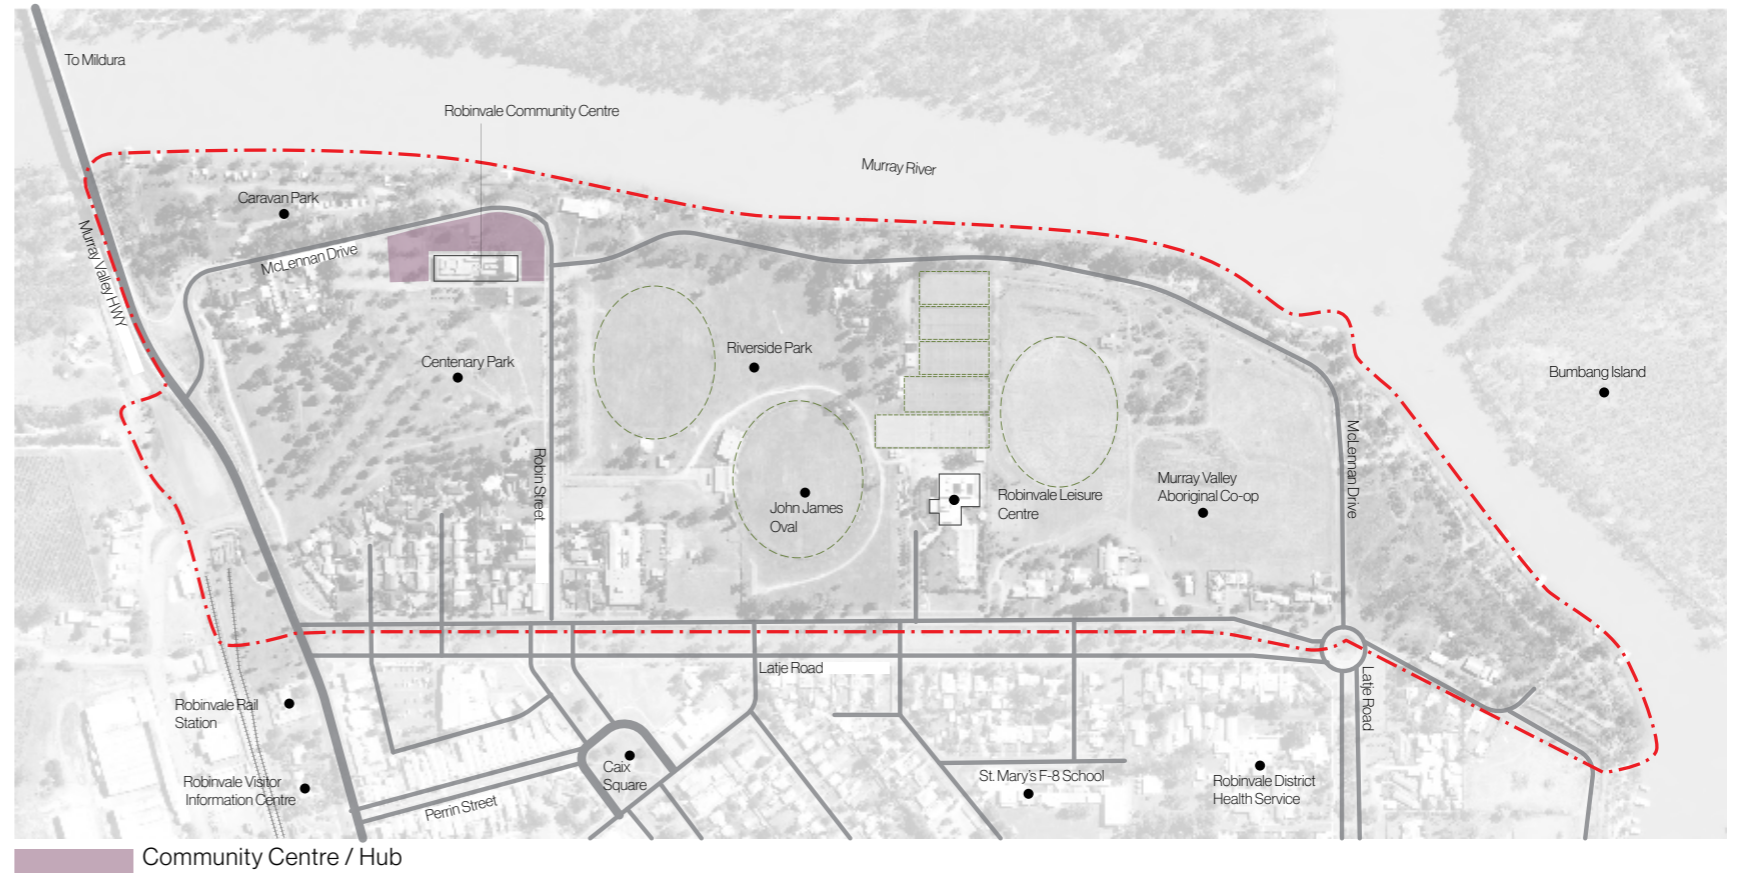 To Mildura
Robinvale Community Centre
Murray River
Caravan Park
McLennan Drive
Murray Valley HWY
Centenary Park
Riverside Park
Bumbang Island
Robin Street
McLennan Drive
Murray Valley
Aboriginal Co-op
Robinvale Leisure
Centre
John James
Oval
Latje Road
Latje Road
Robinvale Rail
Station
Caix
Square
St. Mary's F-8 School
Robinvale District
Health Service
Robinvale Visitor
Information Centre
Perrin Street
Community Centre / Hub